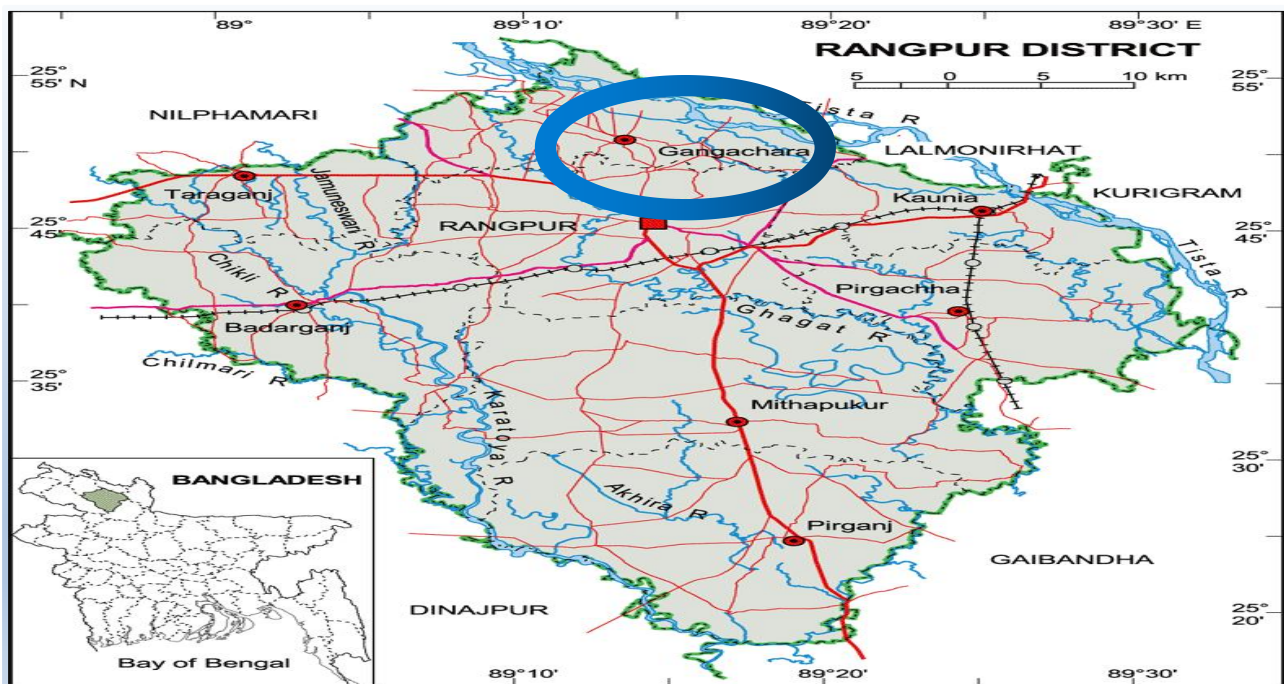 89° 89°10' 89°20' 89°30' E
RANGPUR DISTRICT
5 0 5 10 km
25° 55' N
25° 55'
NILPHAMARI
Tista R
Gangachara
LALMONIRHAT
Taraganj
Jamuneswari R
Kaunia
KURIGRAM
RANGPUR
25° 45'
25° 45'
Tista R
Chikli R
Pirgachha
Badarganj
Ghagat R
Chilmari R
25° 35'
Karatoya R
Mithapukur
BANGLADESH
25° 30'
Akhira R
Pirganj
GAIBANDHA
DINAJPUR
25° 20'
Bay of Bengal
89°10' 89°20' 89°30'